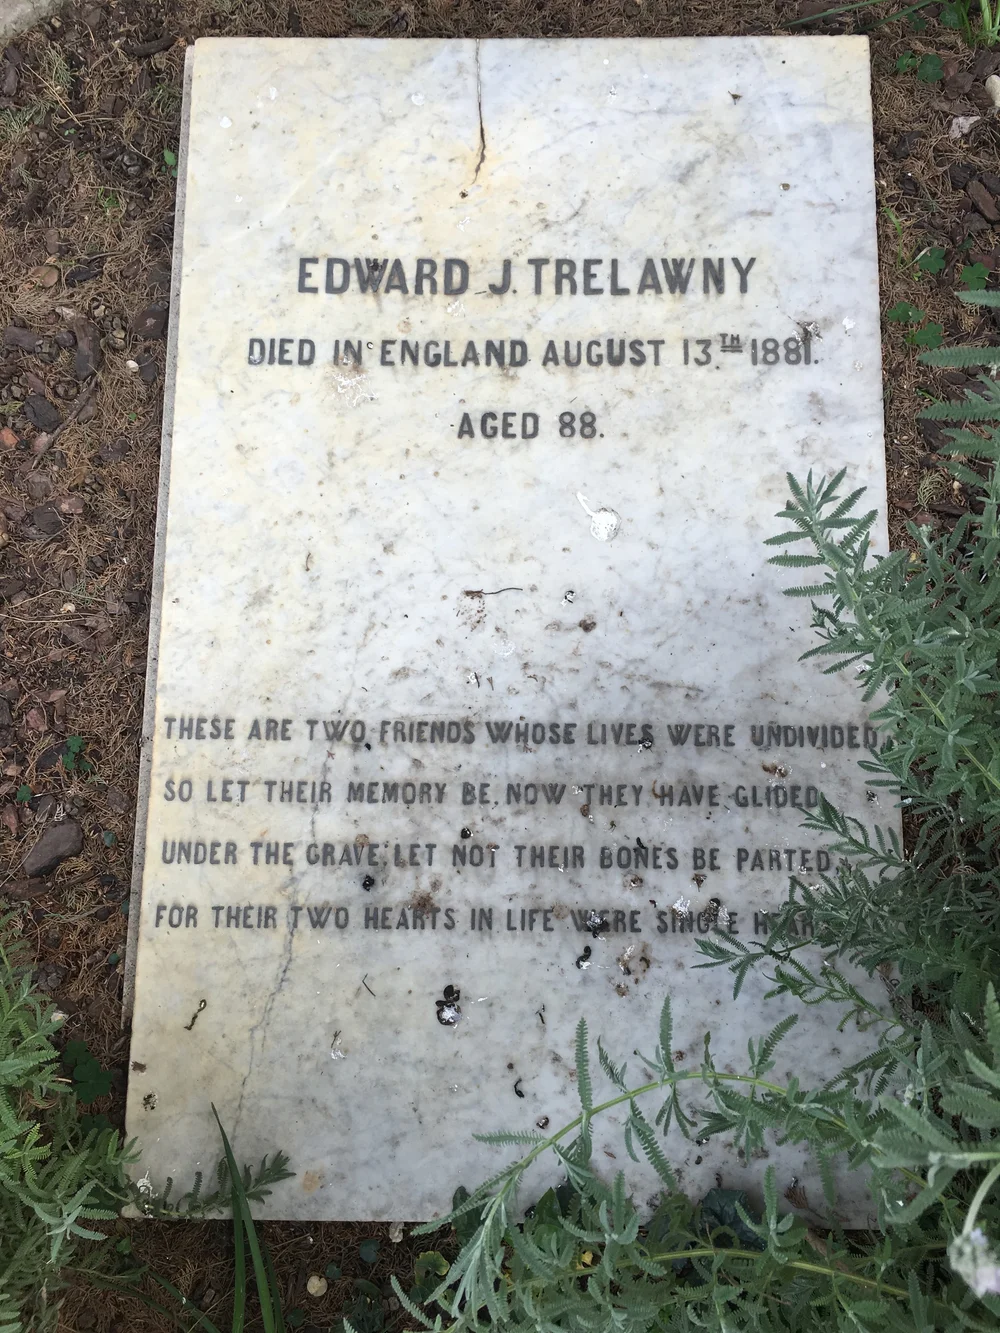 EDWARD J. TRELAWNY
DIED IN ENGLAND AUGUST 13TH 1881.
AGED 88.
THESE ARE TWO FRIENDS WHOSE LIVES WERE UNDIVIDED
SO LET THEIR MEMORY BE, NOW THEY HAVE GLIDED
UNDER THE GRAVE; LET NOT THEIR BONES BE PARTED,
FOR THEIR TWO HEARTS IN LIFE WERE SINGLE